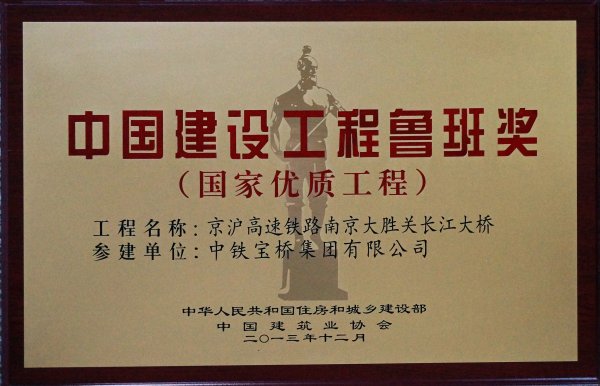 中国建设工程鲁班奖
（国家优质工程）
工程名称：京沪高速铁路南京大胜关长江大桥
参建单位：中铁宝桥集团有限公司
中华人民共和国住房和城乡建设部
中国建筑业协会
二〇一三年十二月